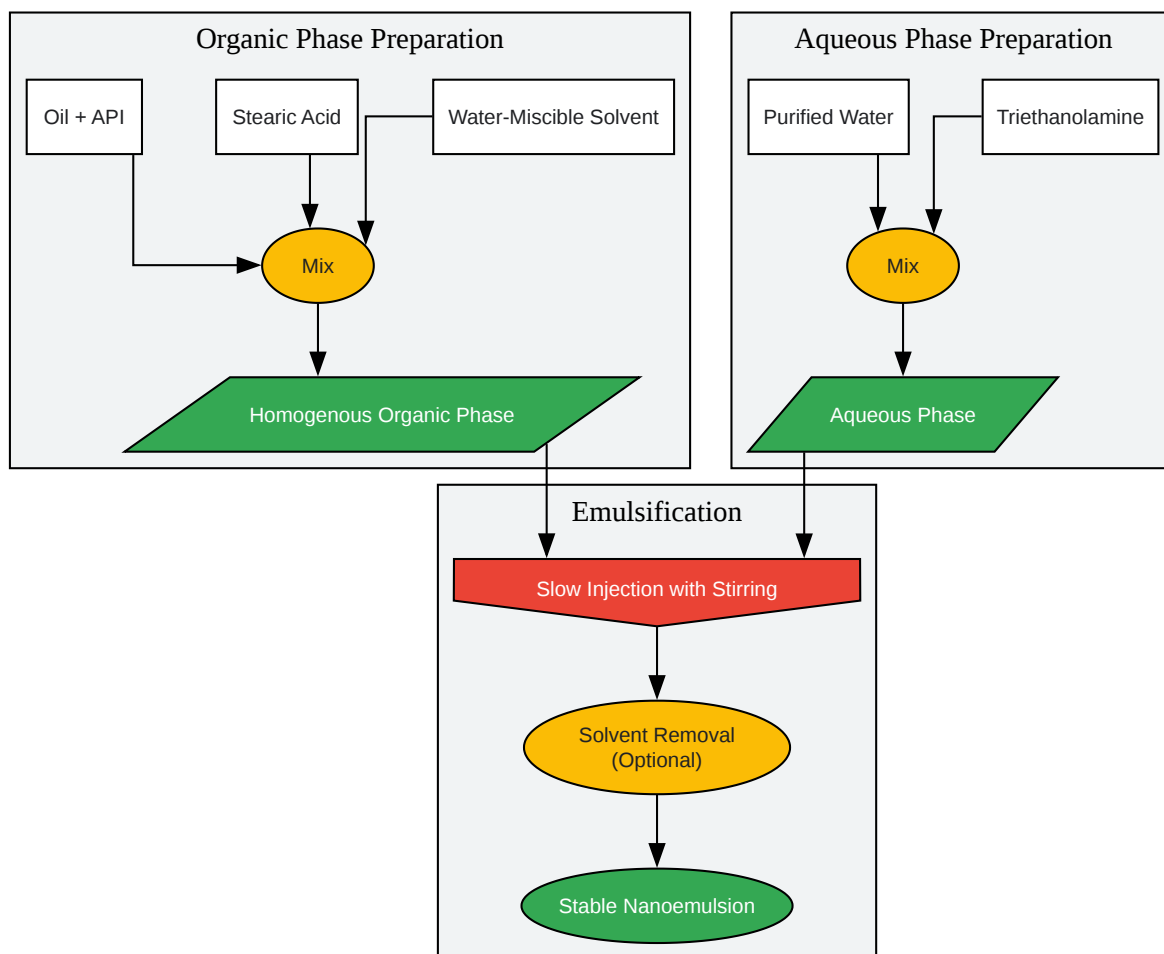 Organic Phase Preparation
Oil + API
Stearic Acid
Water-Miscible Solvent
Mix
Homogenous Organic Phase
Aqueous Phase Preparation
Purified Water
Triethanolamine
Mix
Aqueous Phase
Emulsification
Slow Injection with Stirring
Solvent Removal
(Optional)
Stable Nanoemulsion